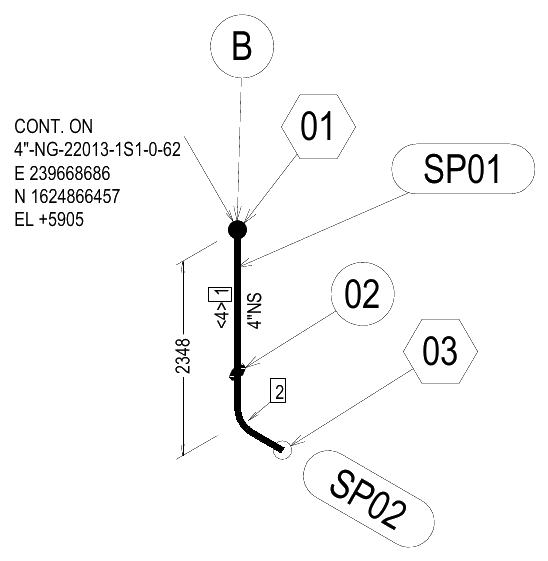 B
01
CONT. ON
4"-NG-22013-1S1-0-62
E 239668686
N 1624866457
EL +5905
SP01
<4> 1
4"NS
02
2348
03
2
SP02